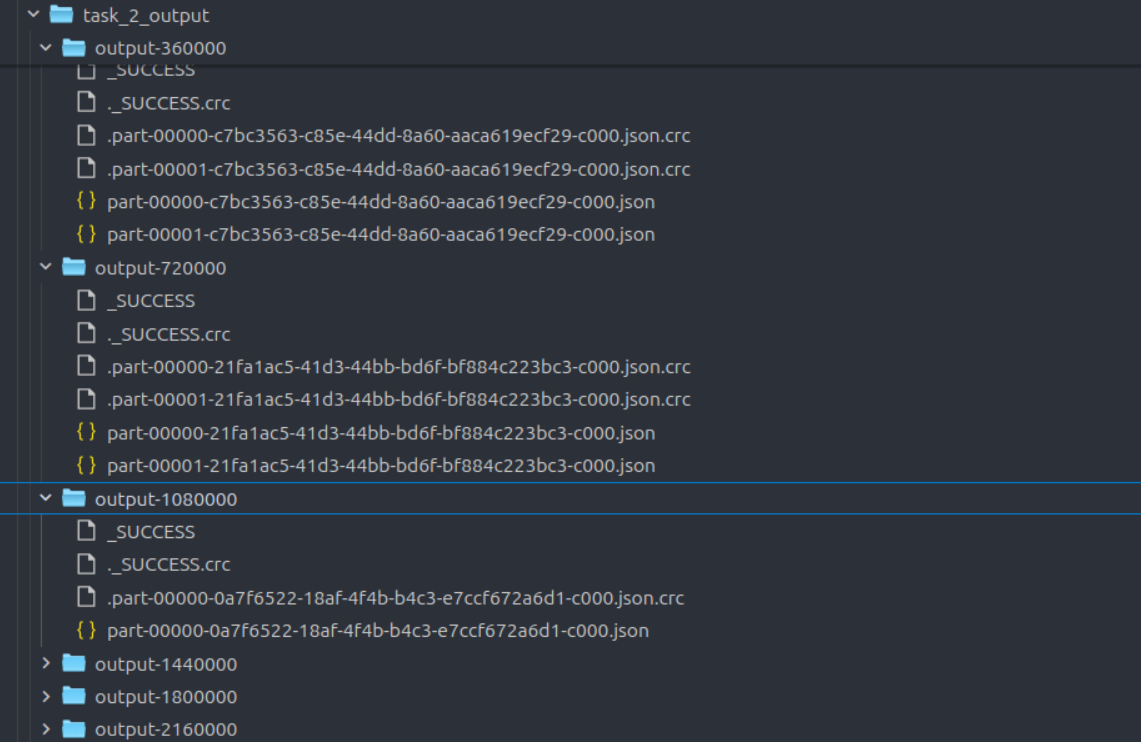 task_2_output
output-360000
_SUCCESS
._SUCCESS.crc
.part-00000-c7bc3563-c85e-44dd-8a60-aaca619ecf29-c000.json.crc
.part-00001-c7bc3563-c85e-44dd-8a60-aaca619ecf29-c000.json.crc
{} part-00000-c7bc3563-c85e-44dd-8a60-aaca619ecf29-c000.json
{} part-00001-c7bc3563-c85e-44dd-8a60-aaca619ecf29-c000.json
output-720000
_SUCCESS
._SUCCESS.crc
.part-00000-21fa1ac5-41d3-44bb-bd6f-bf884c223bc3-c000.json.crc
.part-00001-21fa1ac5-41d3-44bb-bd6f-bf884c223bc3-c000.json.crc
{} part-00000-21fa1ac5-41d3-44bb-bd6f-bf884c223bc3-c000.json
{} part-00001-21fa1ac5-41d3-44bb-bd6f-bf884c223bc3-c000.json
output-1080000
_SUCCESS
._SUCCESS.crc
.part-00000-0a7f6522-18af-4f4b-b4c3-e7ccf672a6d1-c000.json.crc
{} part-00000-0a7f6522-18af-4f4b-b4c3-e7ccf672a6d1-c000.json
output-1440000
output-1800000
output-2160000